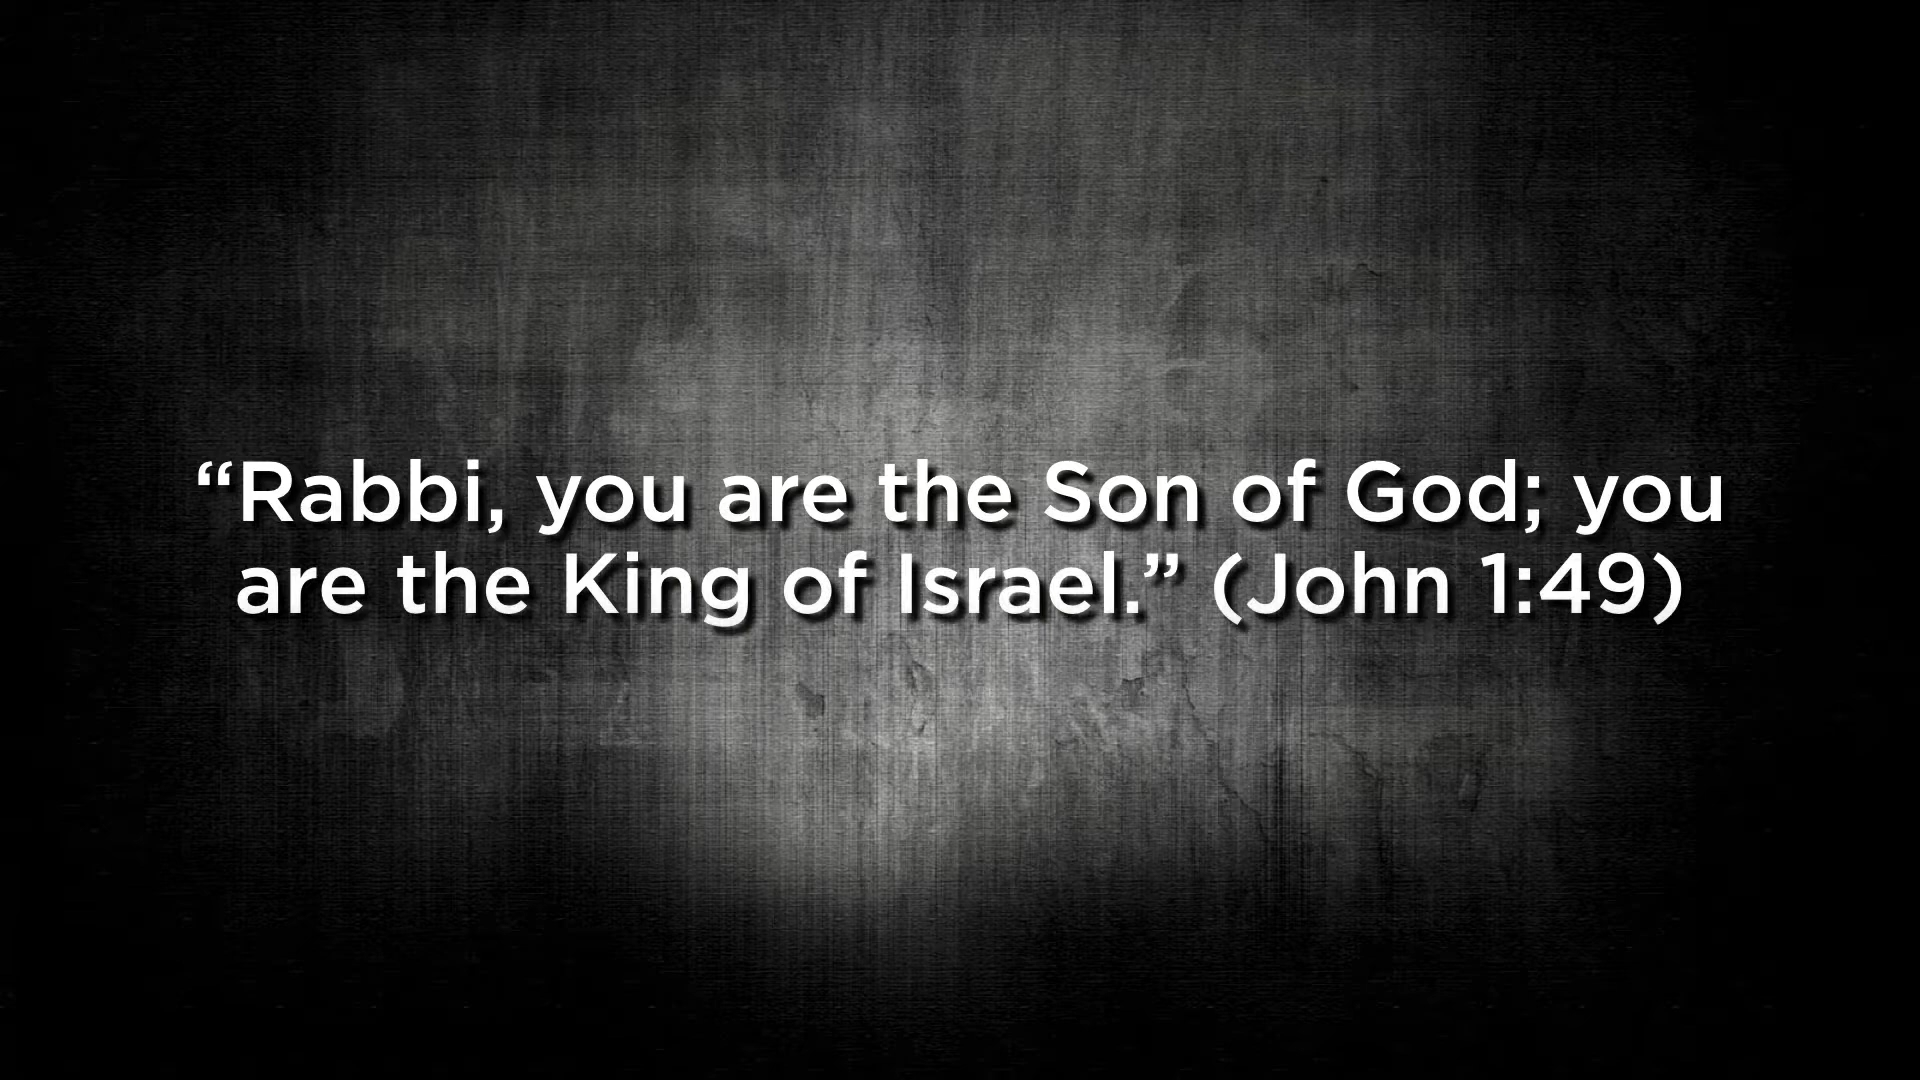 “Rabbi, you are the Son of God; you
are the King of Israel.” (John 1:49)